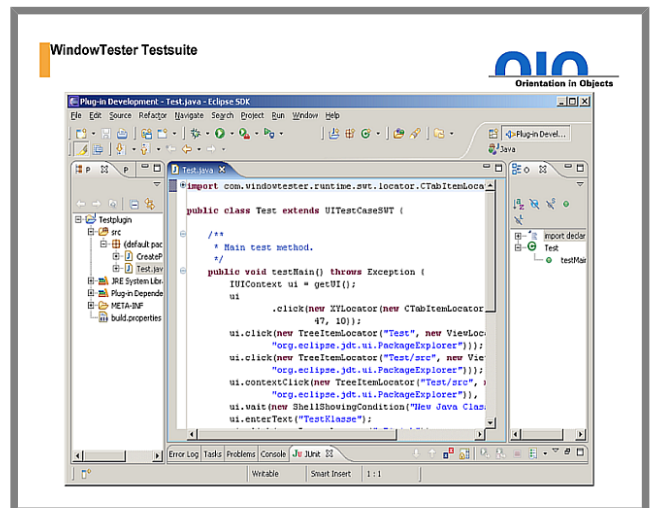 WindowTester Testsuite
OIO
Orientation in Objects
Plug-in Development - Test.java - Eclipse SDK
File Edit Source Refactor Navigate Search Project Run Window Help
Plug-in Devel...
Java
P
P
Test.java
O
Testplugin
src
(default pac
CreateP
Test.jav
JRE System Libr
Plug-in Depende
META-INF
build.properties
import com.windowtester.runtime.swt.locator.CTabItemLoca
public class Test extends UITestCaseSWT {
/**
* Main test method.
*/
public void testMain() throws Exception {
IUIContext ui = getUI();
ui
.click(new XYLocator(new CTabItemLocator
47, 10));
ui.click(new TreeItemLocator("Test", new ViewLoc
"org.eclipse.jdt.ui.PackageExplorer")));
ui.click(new TreeItemLocator("Test/src", new Vie
"org.eclipse.jdt.ui.PackageExplorer")));
ui.contextClick(new TreeItemLocator("Test/src",
"org.eclipse.jdt.ui.PackageExplorer")),
ui.wait(new ShellShowingCondition("New Java Clas
ui.enterText("TestKlasse");
import declar
Test
testMain
Error Log Tasks Problems Console JUnit
Writable Smart Insert 1 : 1